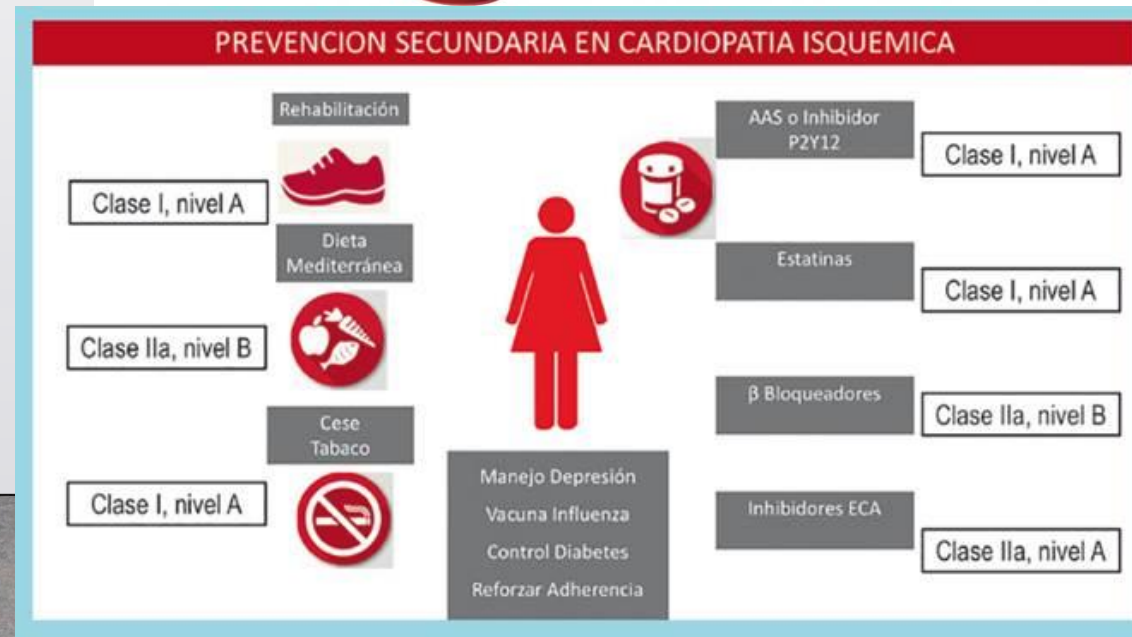 PREVENCION SECUNDARIA EN CARDIOPATIA ISQUEMICA
Rehabilitación
Clase I, nivel A
Dieta
Mediterránea
Clase IIa, nivel B
Cese
Tabaco
Clase I, nivel A
Manejo Depresión
Vacuna Influenza
Control Diabetes
Reforzar Adherencia
AAS o Inhibidor
P2Y12
Clase I, nivel A
Estatinas
Clase I, nivel A
β Bloqueadores
Clase IIa, nivel B
Inhibidores ECA
Clase IIa, nivel A